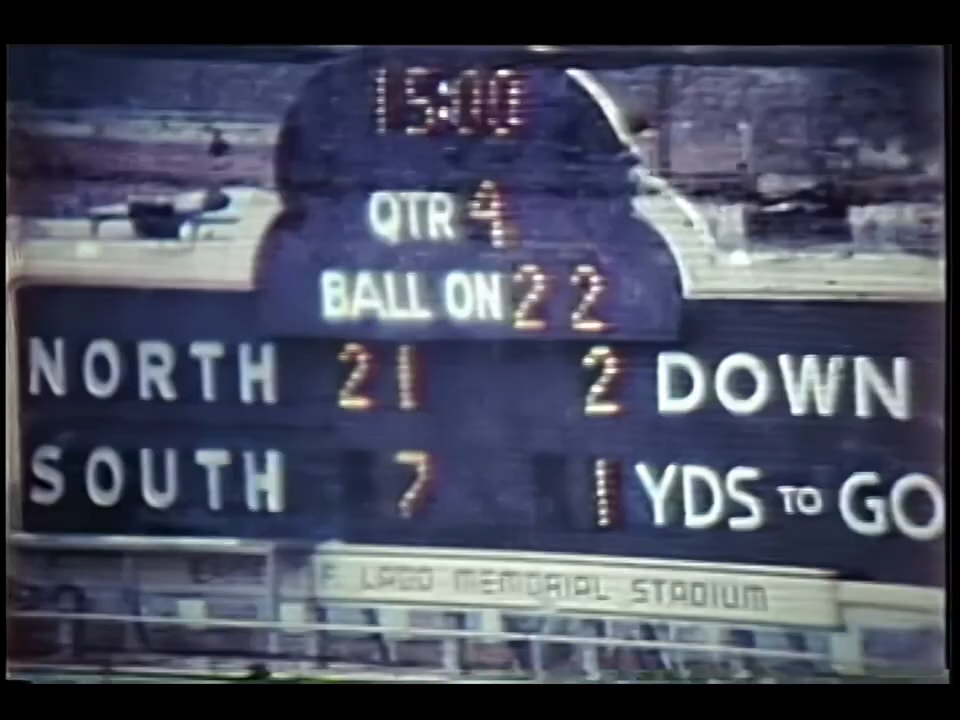 15:00
QTR 4
BALL ON 22
NORTH 21 2 DOWN
SOUTH 7 1 YDS TO GO
F. LADD MEMORIAL STADIUM